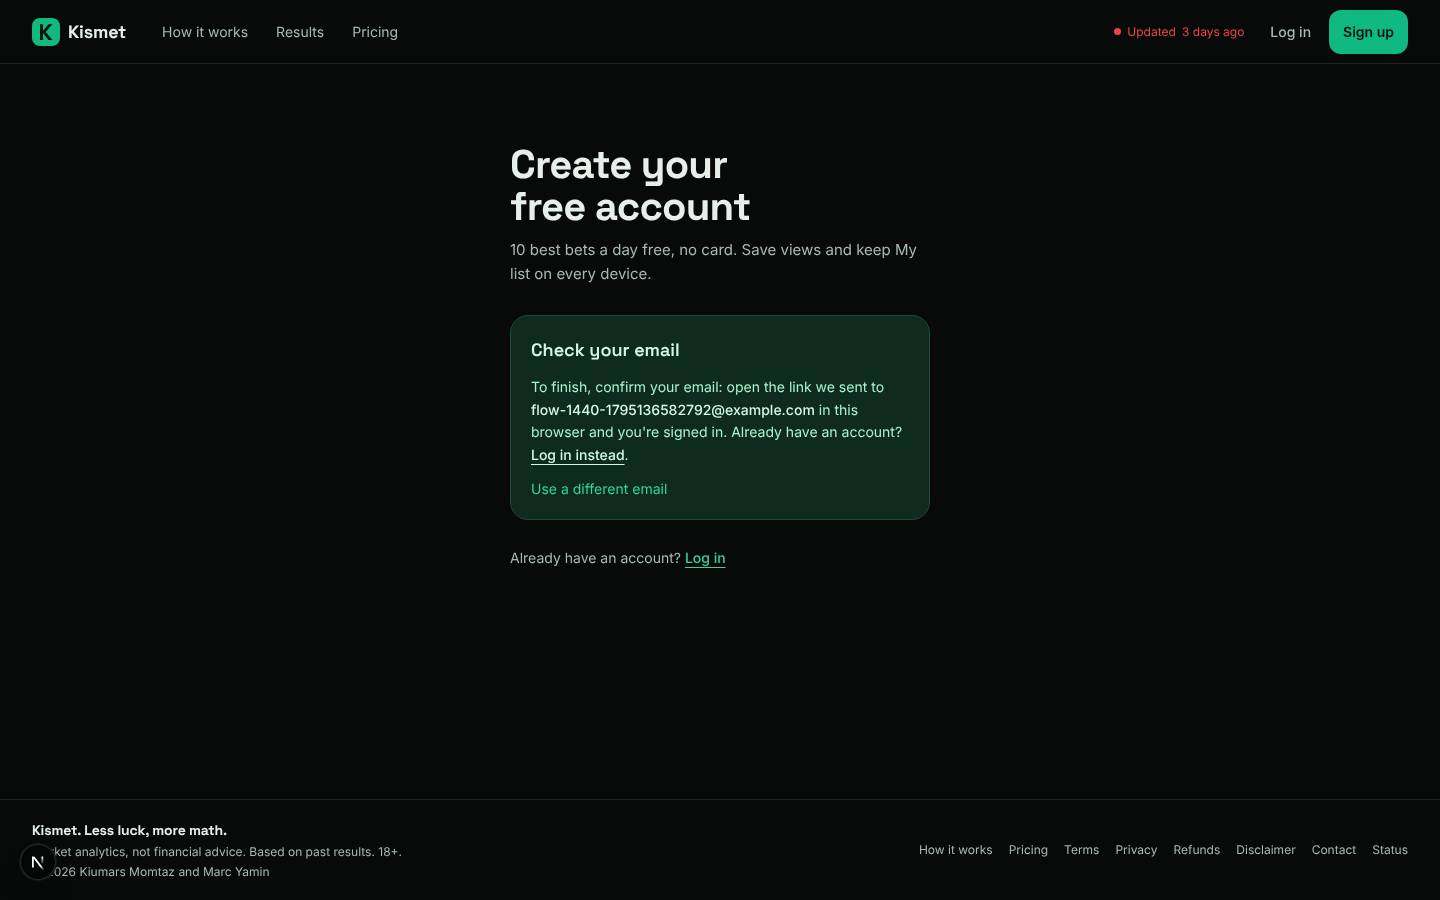 K Kismet How it works Results Pricing Updated 3 days ago Log in Sign up
Create your
free account
10 best bets a day free, no card. Save views and keep My
list on every device.
Check your email
To finish, confirm your email: open the link we sent to
flow-1440-1795136582792@example.com in this
browser and you're signed in. Already have an account?
Log in instead.
Use a different email
Already have an account? Log in
Kismet. Less luck, more math.
analytics, not financial advice. Based on past results. 18+.
How it works Pricing Terms Privacy Refunds Disclaimer Contact Status
N
Kiumars Momtaz and Marc Yamin